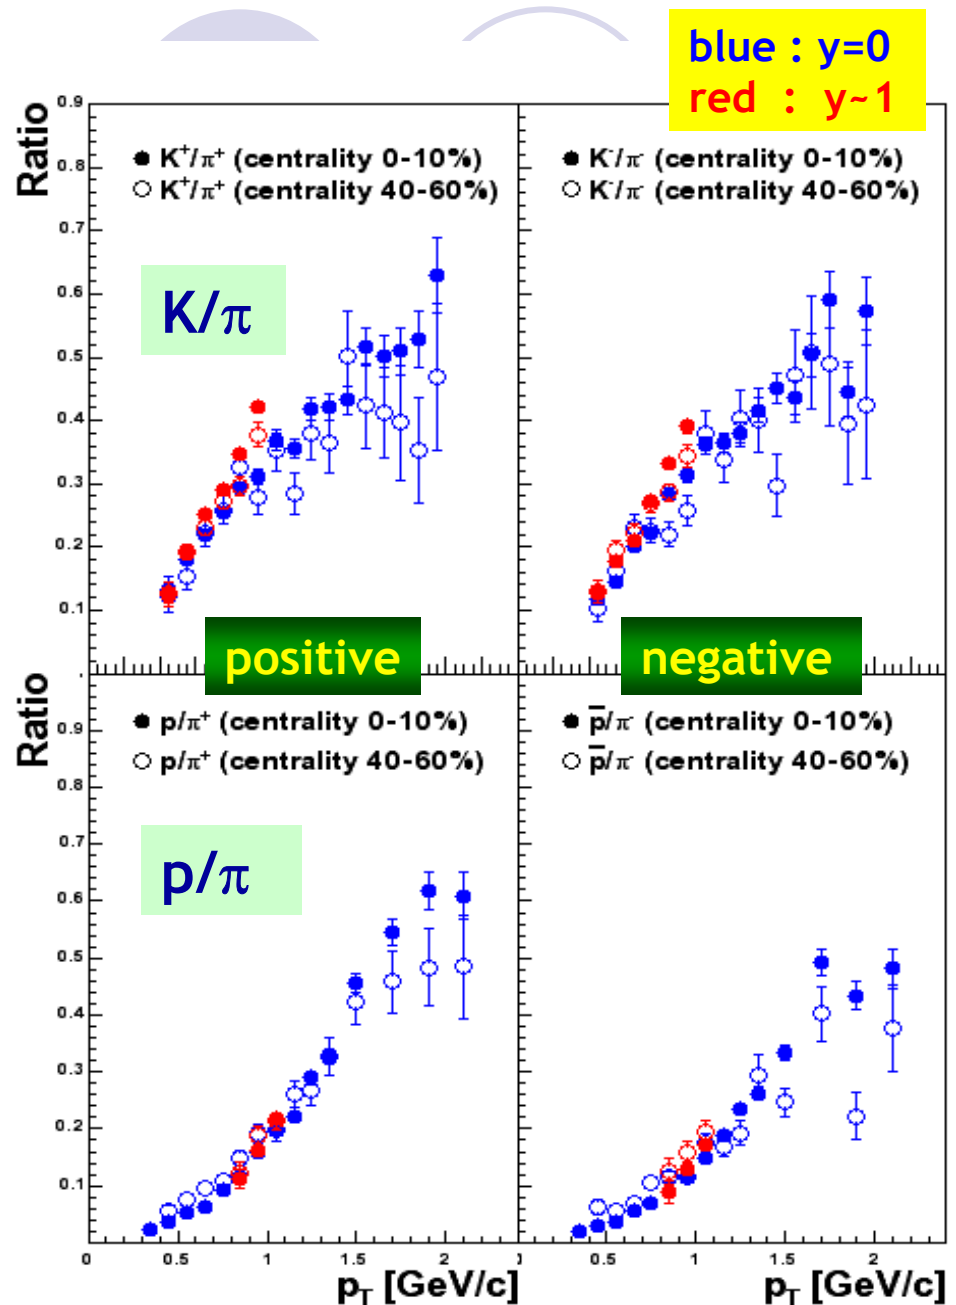 blue : y=0
red : y~1
Ratio
0.9
0.8
0.7
0.6
0.5
0.4
0.3
0.2
0.1
K⁺/π⁺ (centrality 0-10%)
K⁺/π⁺ (centrality 40-60%)
K⁻/π⁻ (centrality 0-10%)
K⁻/π⁻ (centrality 40-60%)
K/π
positive
negative
Ratio
0.9
0.8
0.7
0.6
0.5
0.4
0.3
0.2
0.1
p/π⁺ (centrality 0-10%)
p/π⁺ (centrality 40-60%)
p̅/π⁻ (centrality 0-10%)
p̅/π⁻ (centrality 40-60%)
p/π
0 0.5 1 1.5 2 0.5 1 1.5 2
p_T [GeV/c]
p_T [GeV/c]